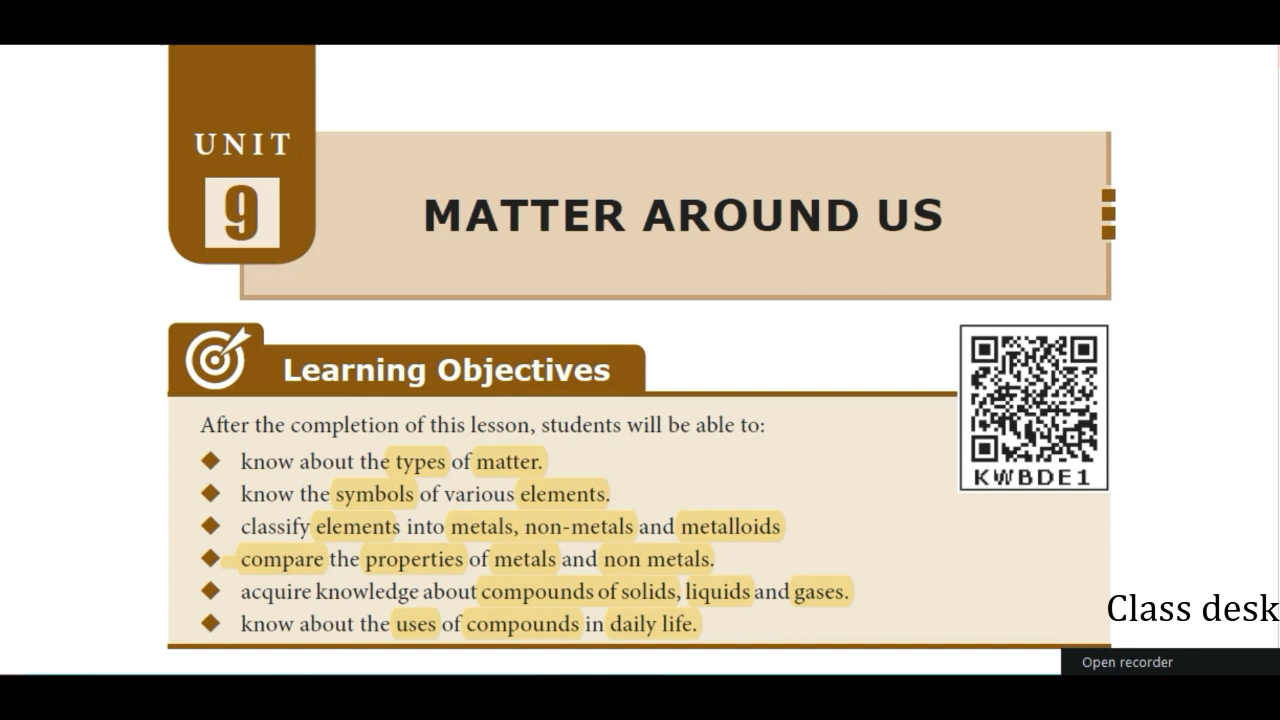 UNIT
9
MATTER AROUND US
Learning Objectives
After the completion of this lesson, students will be able to:
know about the types of matter.
know the symbols of various elements.
classify elements into metals, non-metals and metalloids
compare the properties of metals and non metals.
acquire knowledge about compounds of solids, liquids and gases.
know about the uses of compounds in daily life.
KWBDE1
Class desk
Open recorder